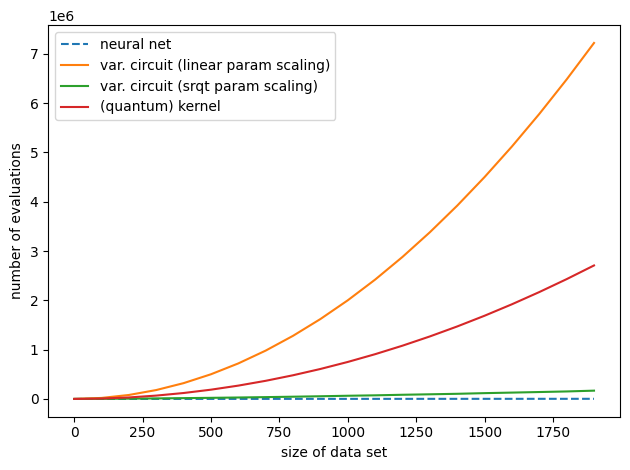 1e6
7
6
5
4
3
2
1
0
number of evaluations
neural net
var. circuit (linear param scaling)
var. circuit (srqt param scaling)
(quantum) kernel
0 250 500 750 1000 1250 1500 1750
size of data set